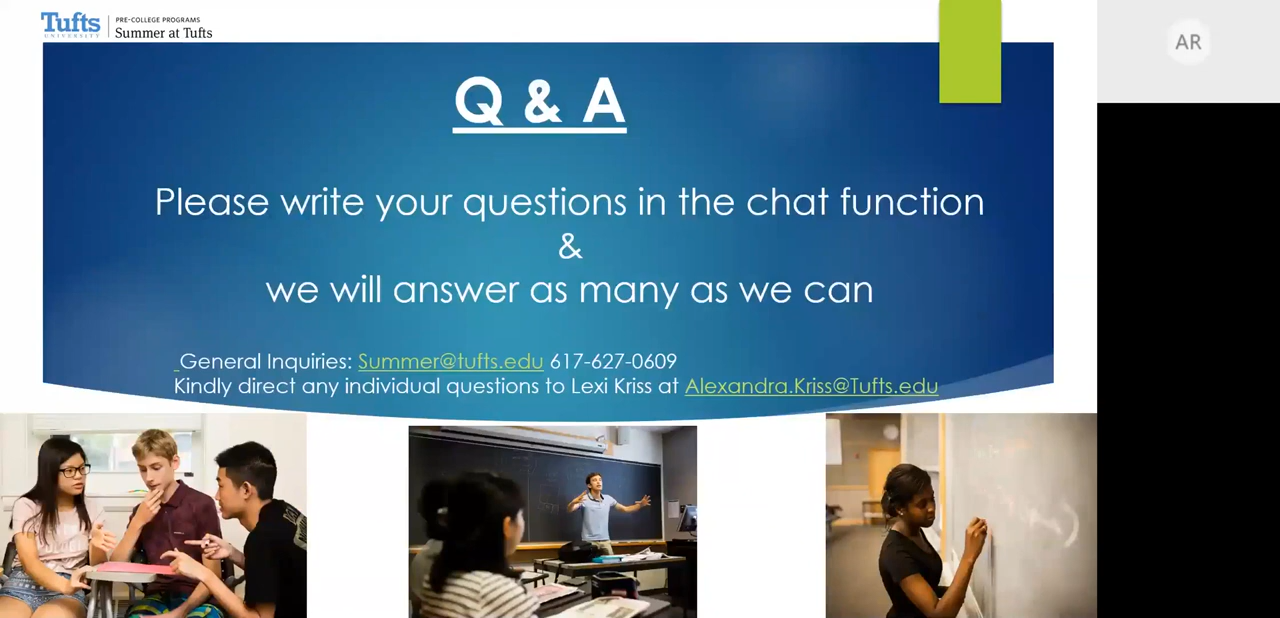 Tufts
UNIVERSITY
PRE-COLLEGE PROGRAMS
Summer at Tufts
AR
Q & A
Please write your questions in the chat function
&
we will answer as many as we can
General Inquiries: Summer@tufts.edu 617-627-0609
Kindly direct any individual questions to Lexi Kriss at Alexandra.Kriss@Tufts.edu